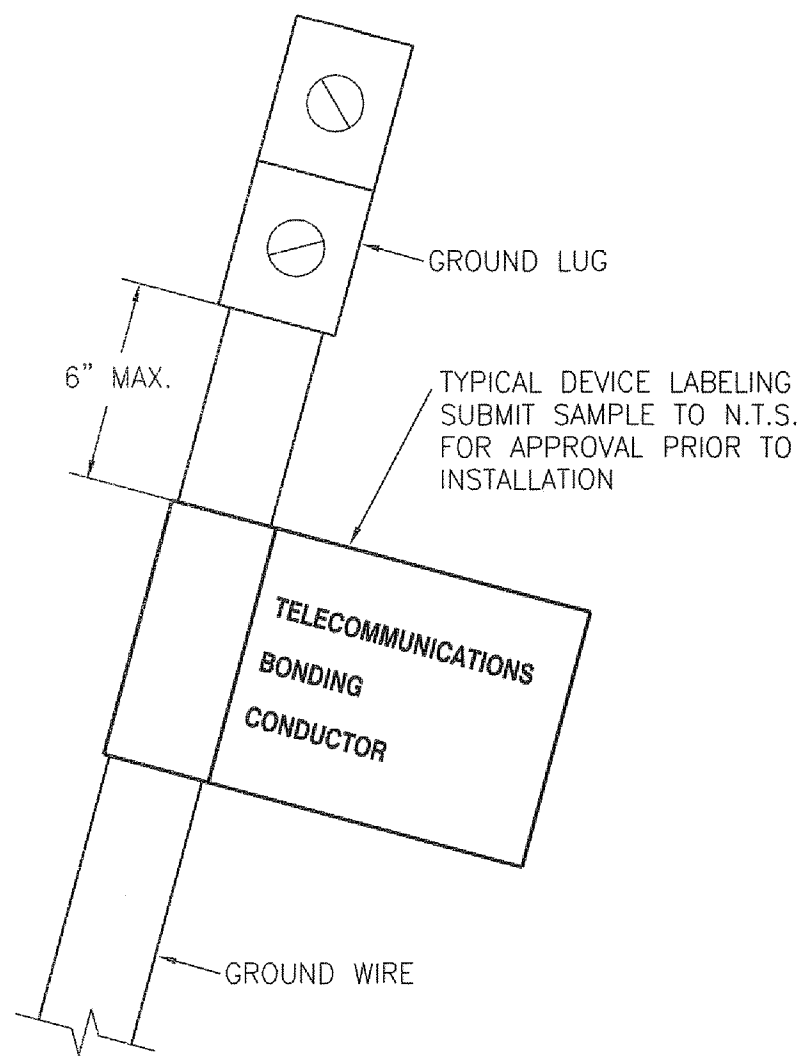 GROUND LUG
6” MAX.
TYPICAL DEVICE LABELING
SUBMIT SAMPLE TO N.T.S.
FOR APPROVAL PRIOR TO
INSTALLATION
TELECOMMUNICATIONS
BONDING
CONDUCTOR
GROUND WIRE